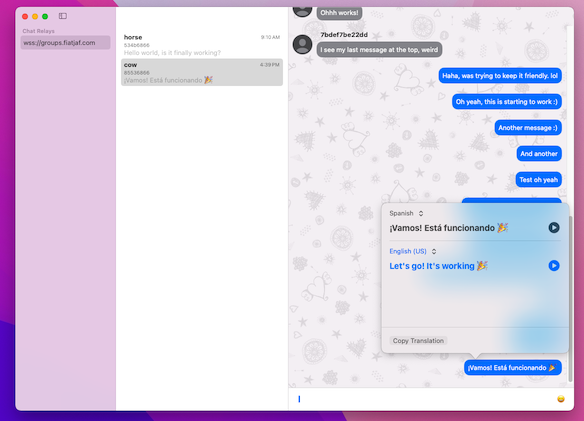 Chat Relays
wss://groups.fiatjaf.com
horse
8:10 AM
534b6866
Hello world, is it finally working?
cow
4:39 PM
85536866
¡Vamos! Está funcionando 🎉
Ohhh works!
7bdef7be22dd
I see my last message at the top, weird
Haha, was trying to keep it friendly. lol
Oh yeah, this is starting to work :)
Another message :)
And another
Test oh yeah
Spanish
¡Vamos! Está funcionando 🎉
English (US)
Let's go! It's working 🎉
Copy Translation
¡Vamos! Está funcionando 🎉